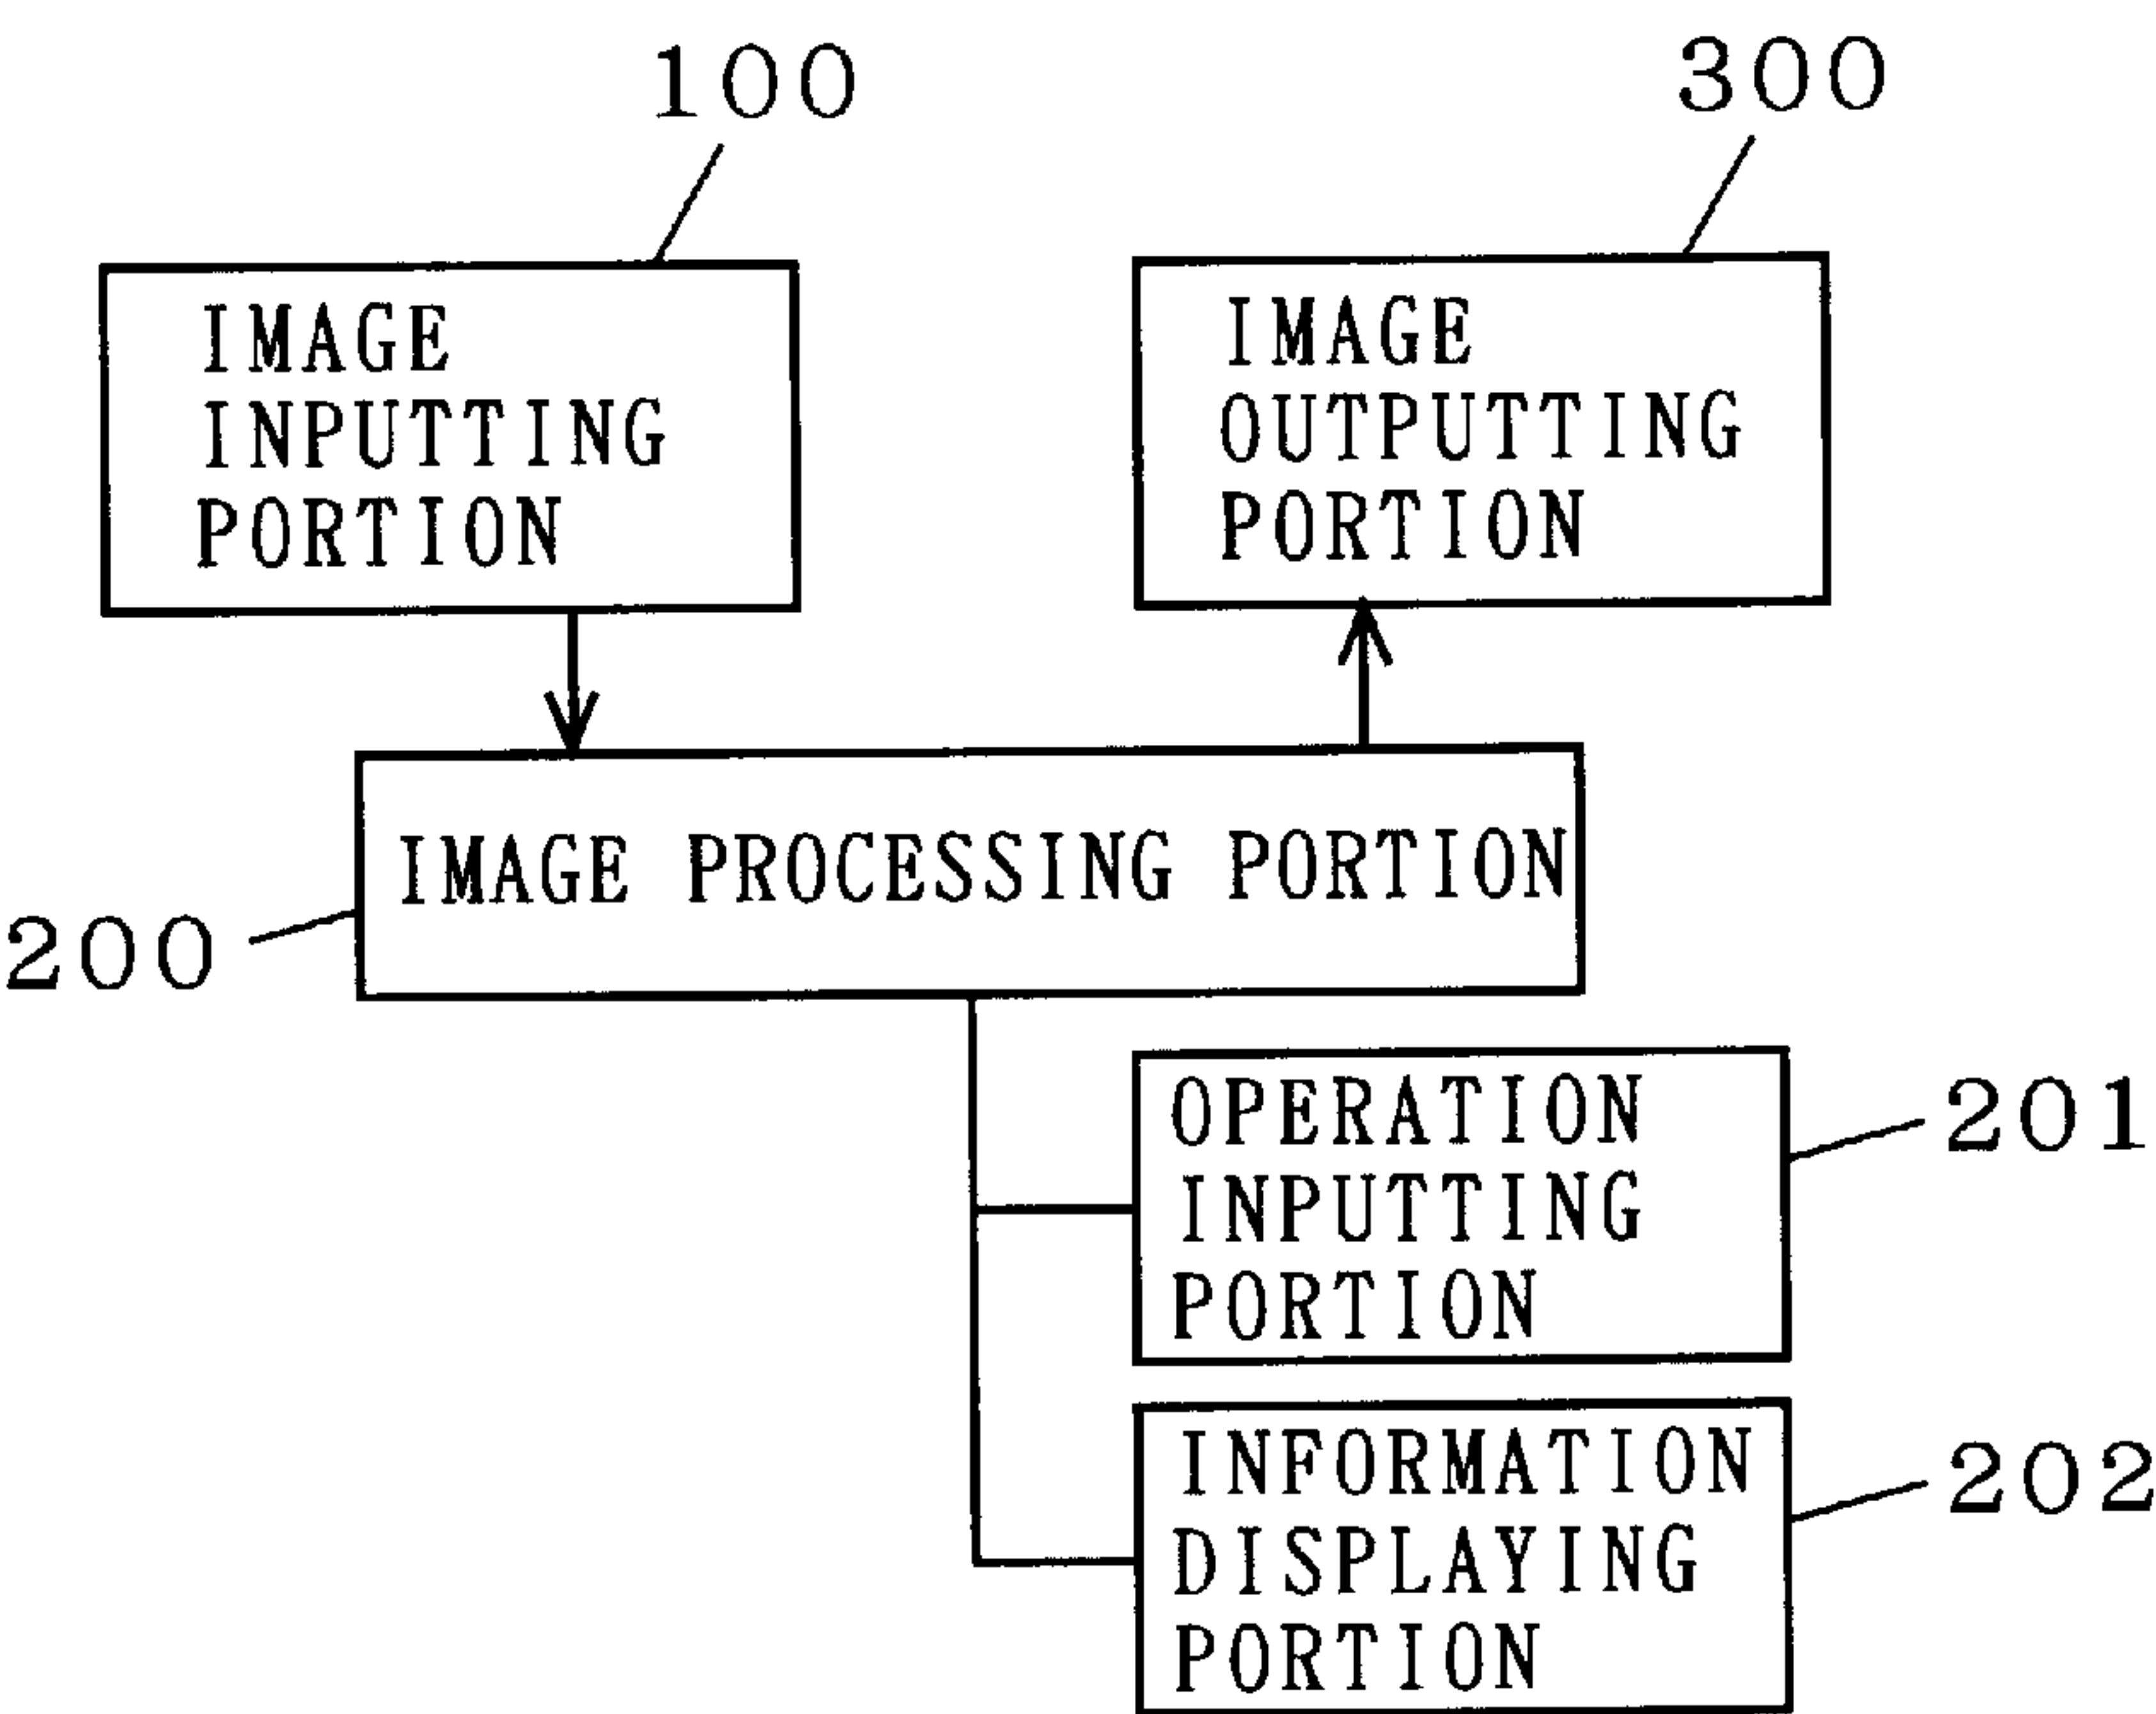 100
300
IMAGE
INPUTTING
PORTION
IMAGE
OUTPUTTING
PORTION
IMAGE PROCESSING PORTION
200
OPERATION
INPUTTING
PORTION
201
INFORMATION
DISPLAYING
PORTION
202